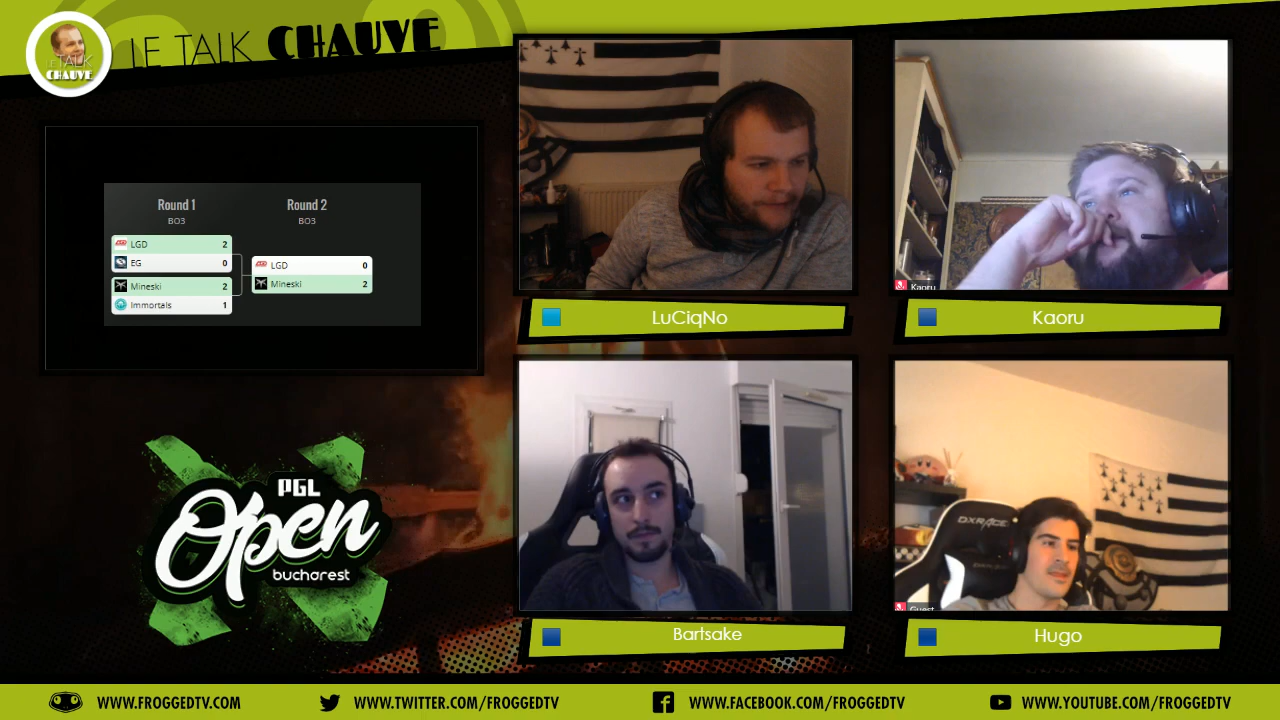 LE TALK CHAUVE
LE TALK
CHAUVE
Round 1
BO3
Round 2
BO3
LGD 2
EG 0
Mineski 2
Immortals 1
LGD 0
Mineski 2
PGL
Open
bucharest
Kaoru
LuCiqNo
Kaoru
DXRACER
Guest
Bartsake
Hugo
WWW.FROGGEDTV.COM
WWW.TWITTER.COM/FROGGEDTV
WWW.FACEBOOK.COM/FROGGEDTV
WWW.YOUTUBE.COM/FROGGEDTV